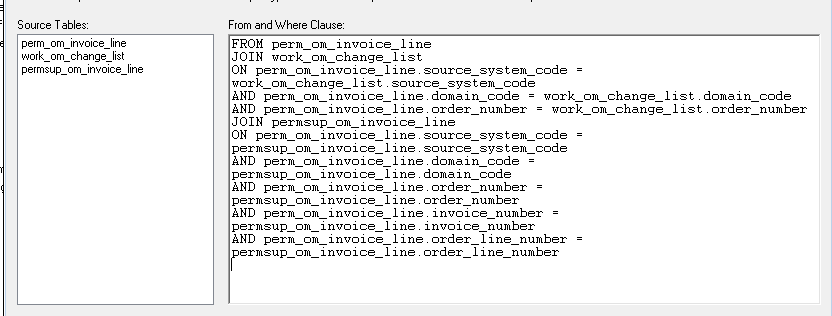 Source Tables:
perm_om_invoice_line
work_om_change_list
permsup_om_invoice_line
From and Where Clause:
FROM perm_om_invoice_line
JOIN work_om_change_list
ON perm_om_invoice_line.source_system_code =
work_om_change_list.source_system_code
AND perm_om_invoice_line.domain_code = work_om_change_list.domain_code
AND perm_om_invoice_line.order_number = work_om_change_list.order_number
JOIN permsup_om_invoice_line
ON perm_om_invoice_line.source_system_code =
permsup_om_invoice_line.source_system_code
AND perm_om_invoice_line.domain_code =
permsup_om_invoice_line.domain_code
AND perm_om_invoice_line.order_number =
permsup_om_invoice_line.order_number
AND perm_om_invoice_line.invoice_number =
permsup_om_invoice_line.invoice_number
AND perm_om_invoice_line.order_line_number =
permsup_om_invoice_line.order_line_number